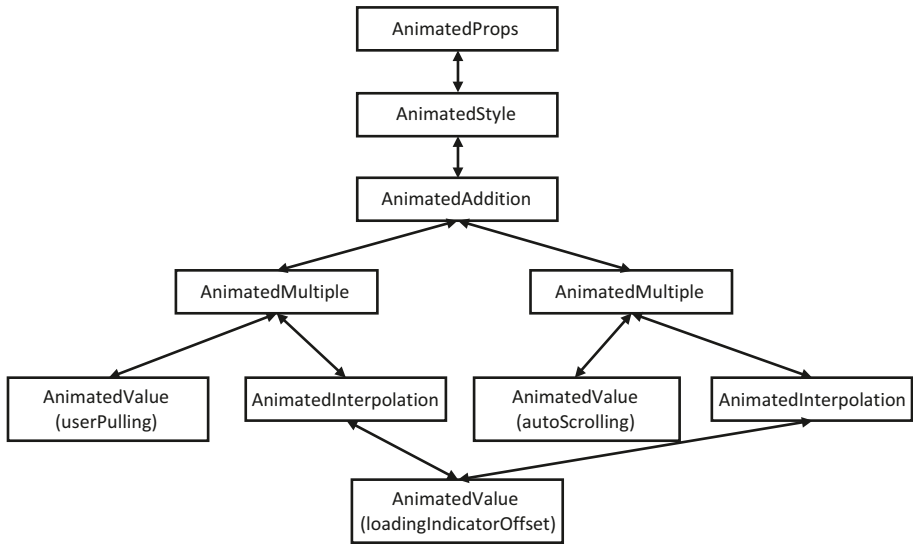 AnimatedProps
AnimatedStyle
AnimatedAddition
AnimatedMultiple
AnimatedMultiple
AnimatedValue
(userPulling)
AnimatedInterpolation
AnimatedValue
(autoScrolling)
AnimatedInterpolation
AnimatedValue
(loadingIndicatorOffset)